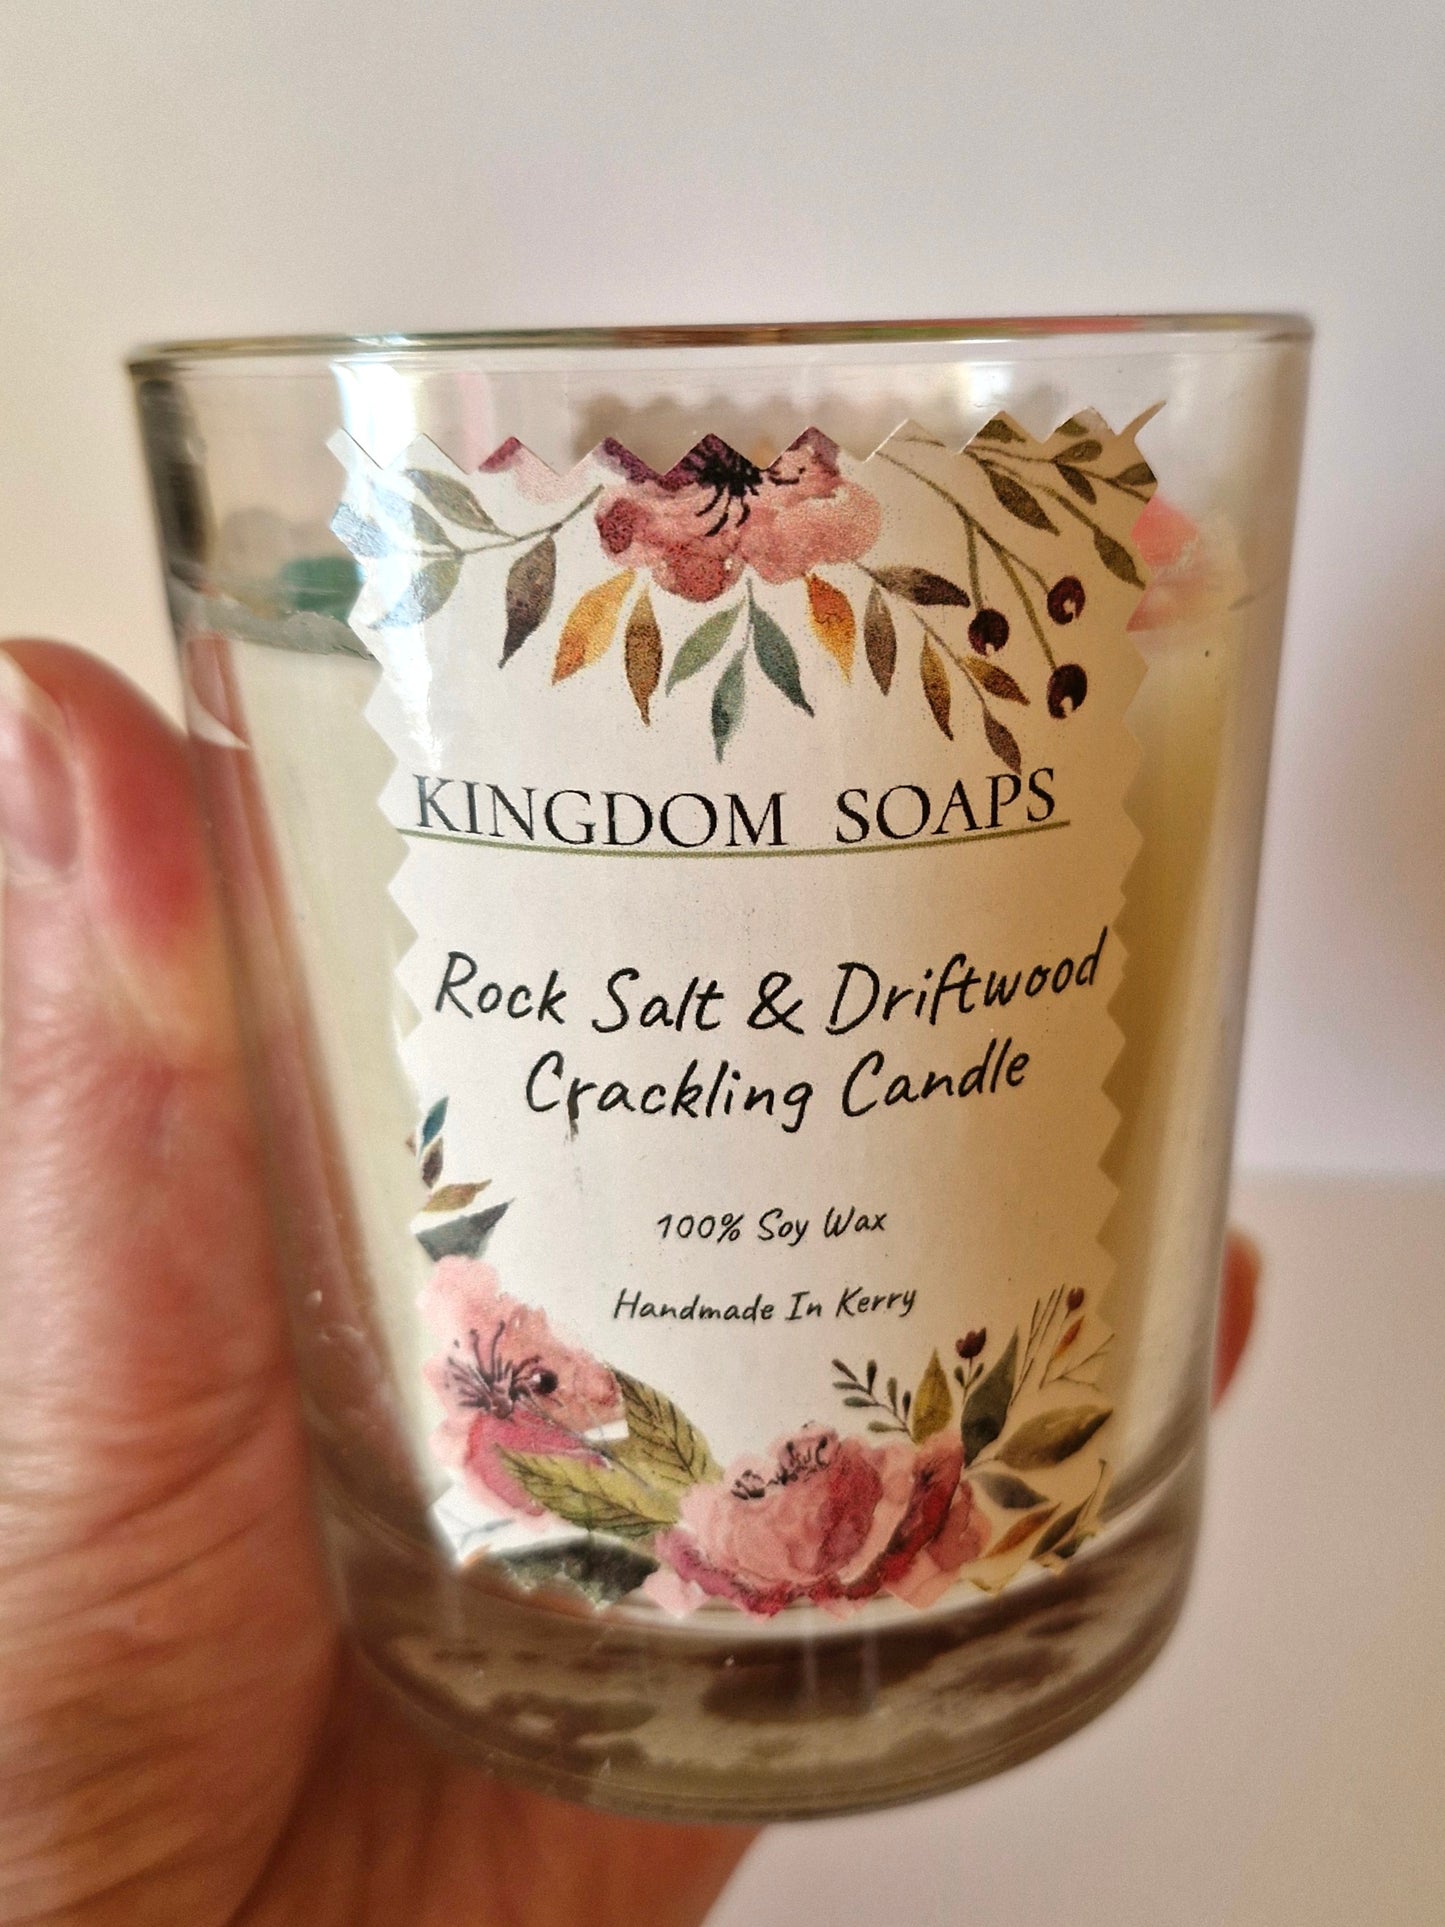 KINGDOM SOAPS
Rock Salt & Driftwood
Crackling Candle
100% Soy Wax
Handmade In Kerry